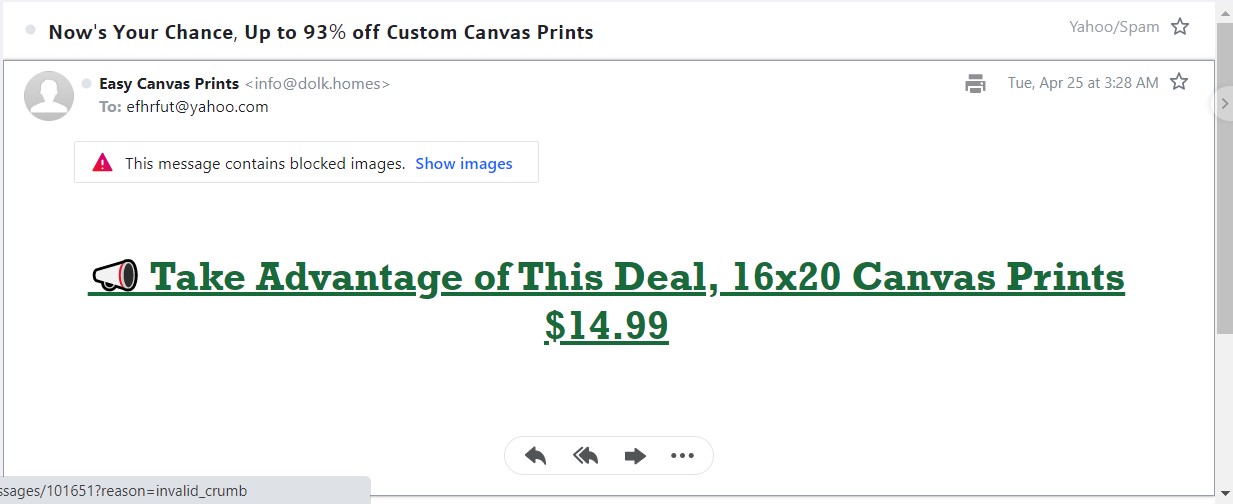 Now's Your Chance, Up to 93% off Custom Canvas Prints
Yahoo/Spam
Easy Canvas Prints <info@dolk.homes>
Tue, Apr 25 at 3:28 AM
To: efhrfut@yahoo.com
This message contains blocked images. Show images
Take Advantage of This Deal, 16x20 Canvas Prints
$14.99
ssages/101651?reason=invalid_crumb